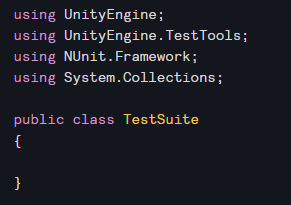 using UnityEngine;
using UnityEngine.TestTools;
using NUnit.Framework;
using System.Collections;
public class TestSuite
{
}